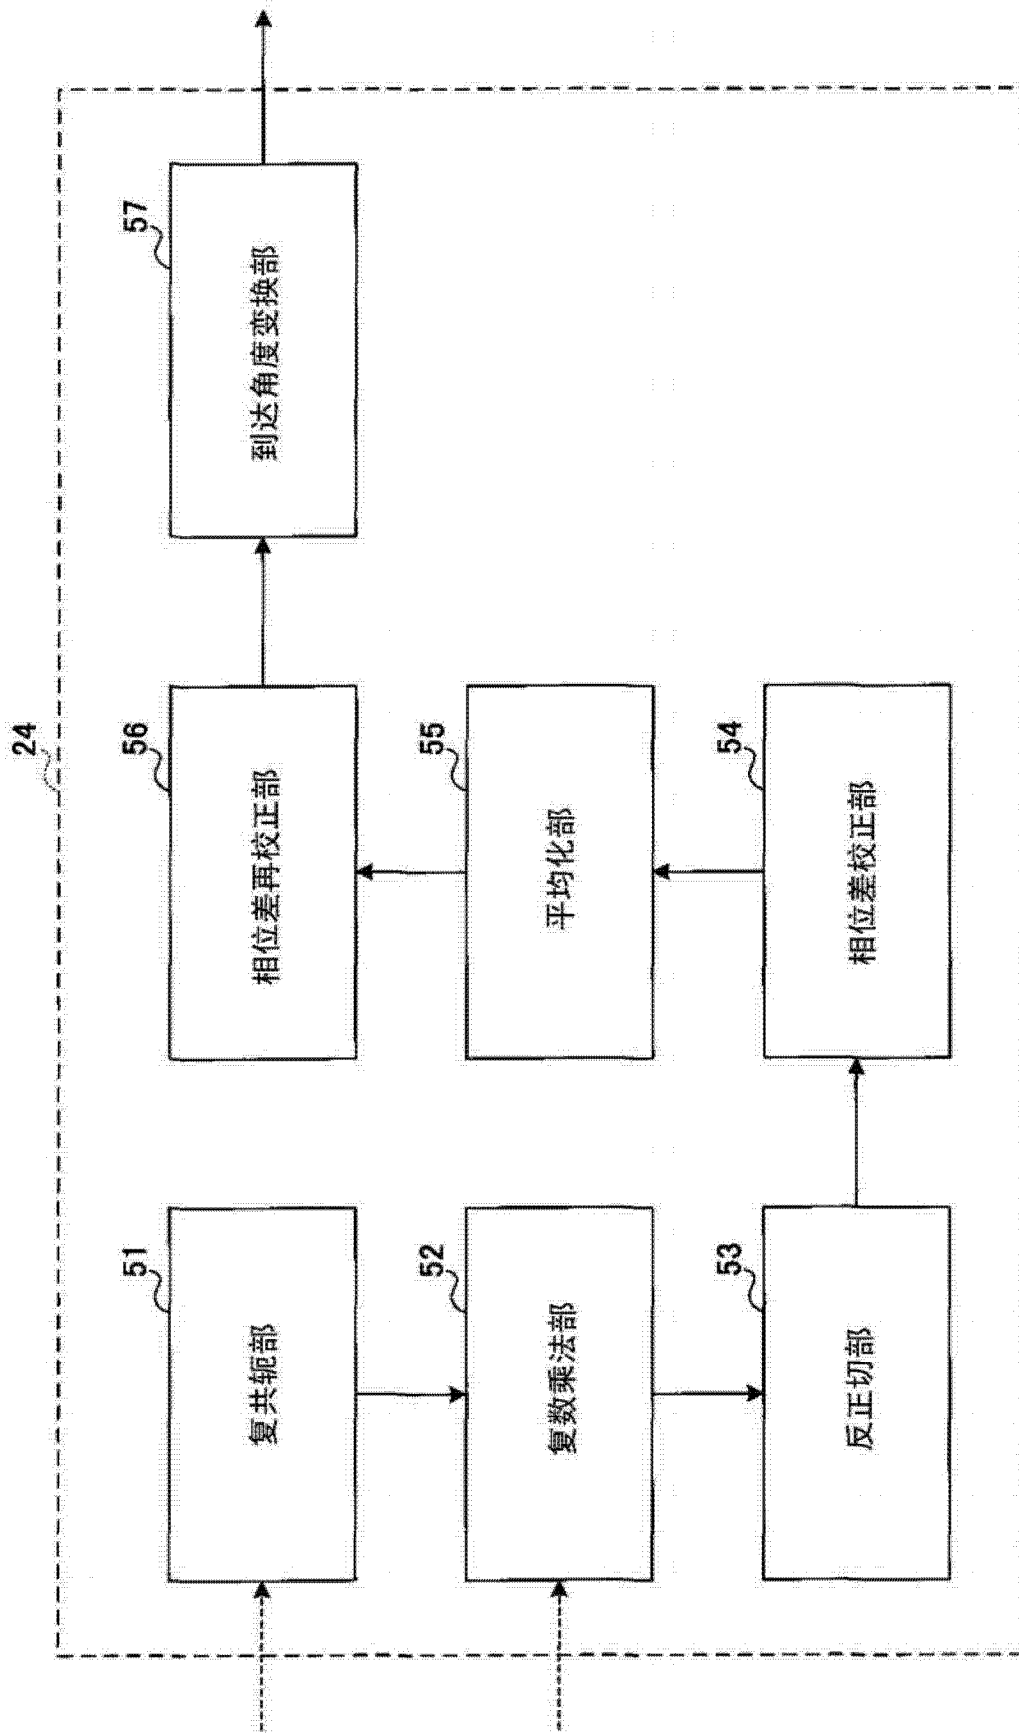 24
51
复共轭部
52
复数乘法部
53
反正切部
54
相位差校正部
55
平均化部
56
相位差再校正部
57
到达角度变换部